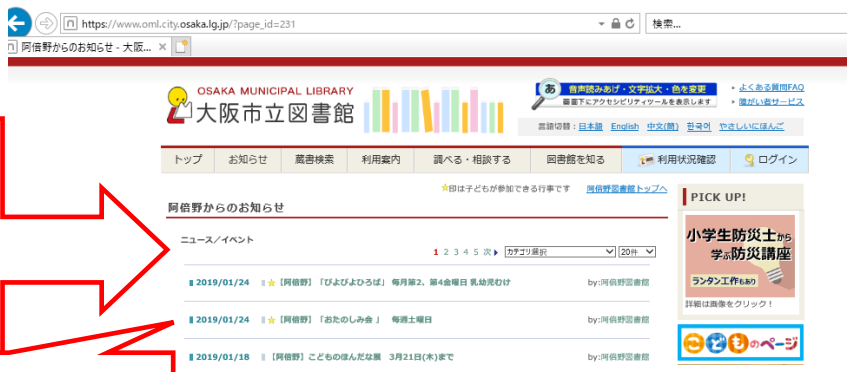 https://www.oml.city.osaka.lg.jp/?page_id=231
検索...
阿倍野からのお知らせ - 大阪...
OSAKA MUNICIPAL LIBRARY
大阪市立図書館
あ 音声読みあげ・文字拡大・色を変更
画面下にアクセシビリティツールを表示します
よくある質問FAQ
障がい者サービス
言語切替：日本語 English 中文(簡) 한국어 やさしいにほんご
トップ お知らせ 蔵書検索 利用案内 調べる・相談する 図書館を知る 利用状況確認 ログイン
☆印は子どもが参加できる行事です 阿倍野図書館トップへ
阿倍野からのお知らせ
ニュース／イベント
1 2 3 4 5 次 カテゴリ選択 20件
2019/01/24 ☆【阿倍野】「びよびよひろば」 毎月第2、第4金曜日 乳幼児むけ by:阿倍野図書館
2019/01/24 ☆【阿倍野】「おたのしみ会 」 毎週土曜日 by:阿倍野図書館
2019/01/18 【阿倍野】こどものほんだな展 3月21日(木)まで by:阿倍野図書館
PICK UP!
小学生防災士から
学ぶ防災講座
ランタン工作もあり
詳細は画像をクリック！
こどものページ